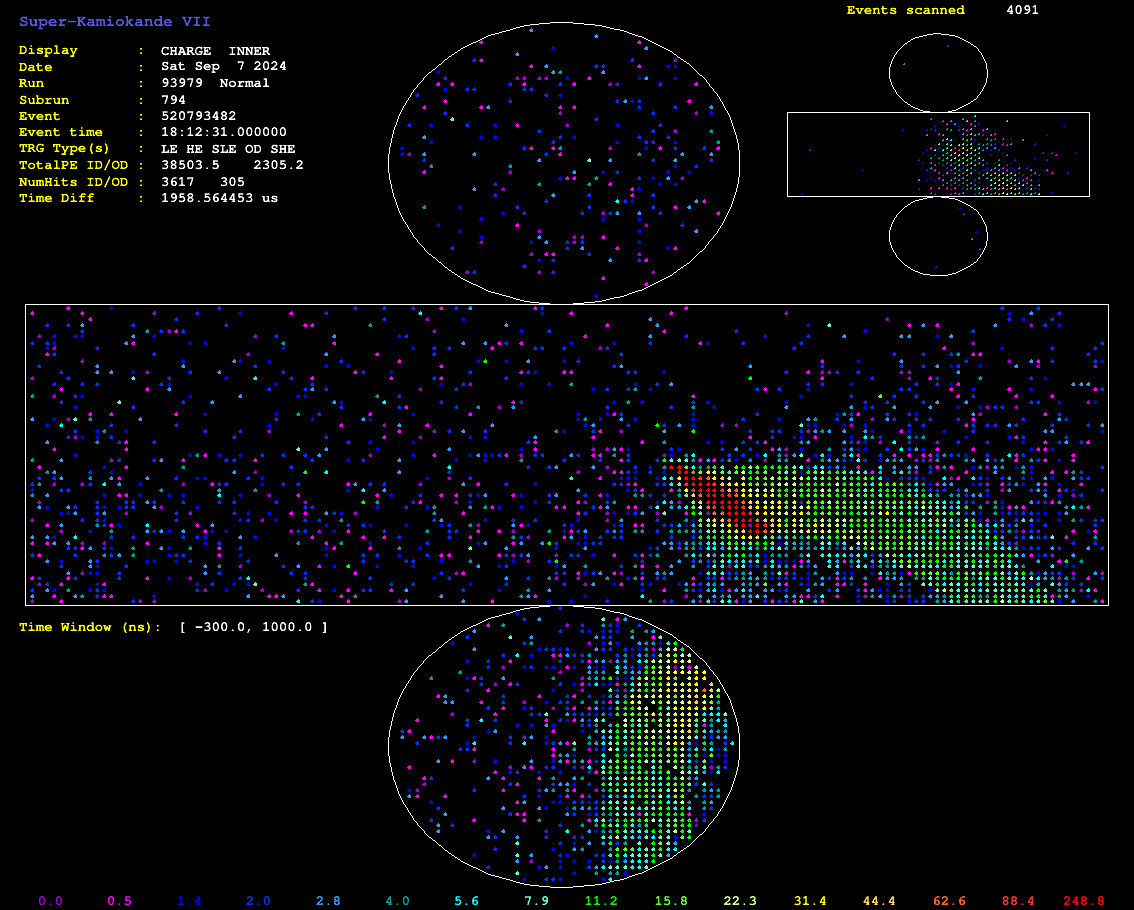 Super-Kamiokande VII
Events scanned 4091
Display : CHARGE INNER
Date : Sat Sep 7 2024
Run : 93979 Normal
Subrun : 794
Event : 520793482
Event time : 18:12:31.000000
TRG Type(s) : LE HE SLE OD SHE
TotalPE ID/OD : 38503.5 2305.2
NumHits ID/OD : 3617 305
Time Diff : 1958.564453 us
Time Window (ns): [ -300.0, 1000.0 ]
0.0 0.5 1.4 2.0 2.8 4.0 5.6 7.9 11.2 15.8 22.3 31.4 44.4 62.6 88.4 248.8